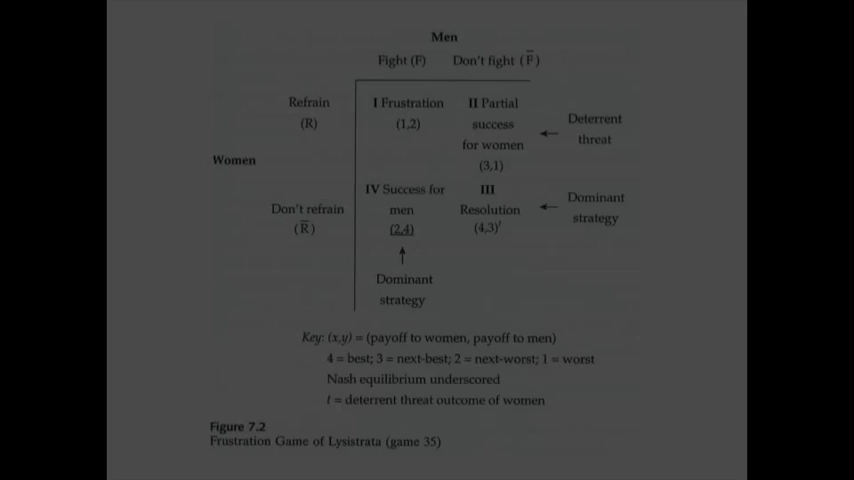 Men
Fight (F) Don't fight (F̅)
Refrain
(R)
I Frustration
(1,2)
II Partial
success
for women
(3,1)
Deterrent
threat
Women
Don't refrain
(R̅)
IV Success for
men
(2,4)
III
Resolution
(4,3)ᵗ
Dominant
strategy
Dominant
strategy
Key: (x,y) = (payoff to women, payoff to men)
4 = best; 3 = next-best; 2 = next-worst; 1 = worst
Nash equilibrium underscored
t = deterrent threat outcome of women
Figure 7.2
Frustration Game of Lysistrata (game 35)